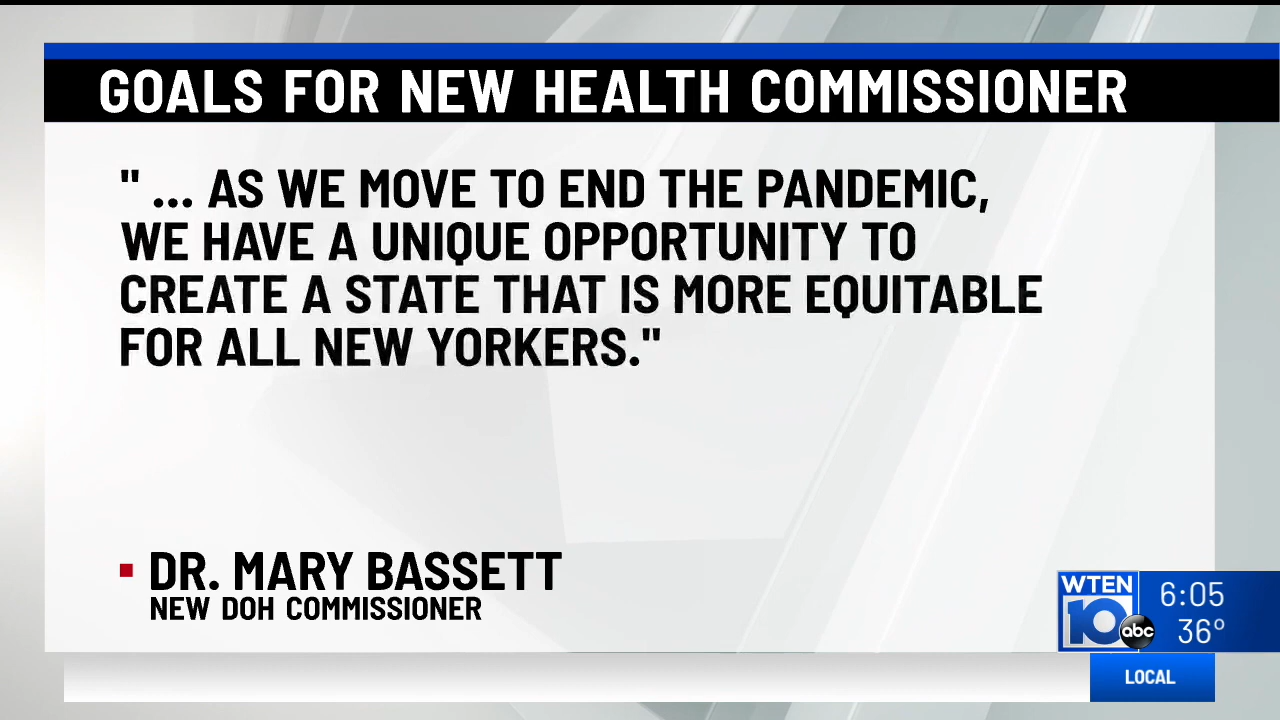 GOALS FOR NEW HEALTH COMMISSIONER
" ... AS WE MOVE TO END THE PANDEMIC,
WE HAVE A UNIQUE OPPORTUNITY TO
CREATE A STATE THAT IS MORE EQUITABLE
FOR ALL NEW YORKERS."
DR. MARY BASSETT
NEW DOH COMMISSIONER
WTEN
10
abc
6:05
36°
LOCAL